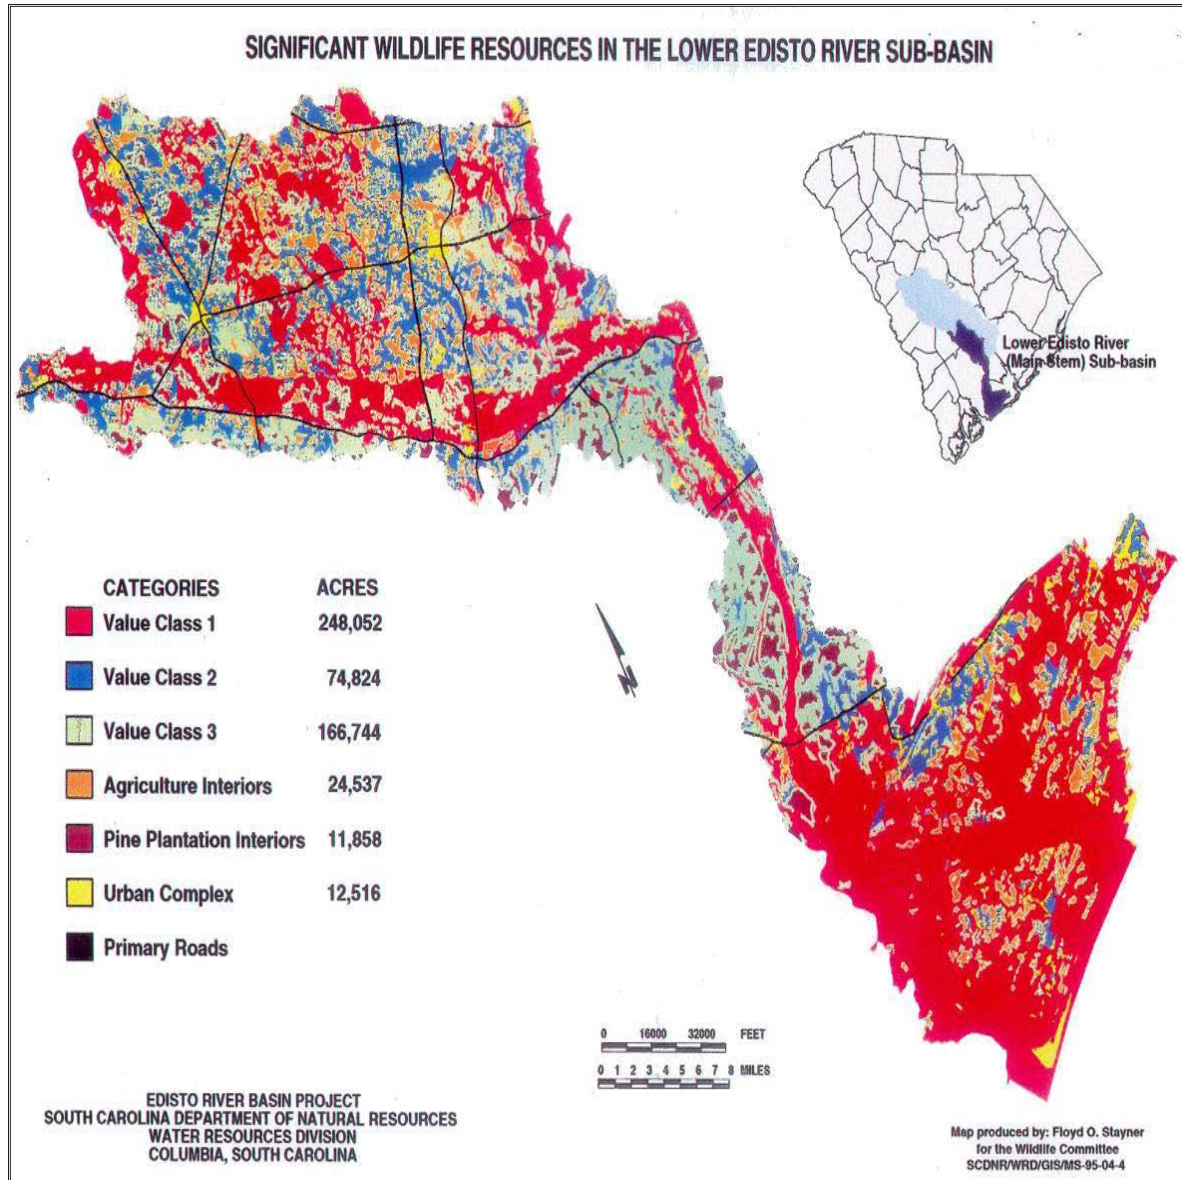 SIGNIFICANT WILDLIFE RESOURCES IN THE LOWER EDISTO RIVER SUB-BASIN
Lower Edisto River
(Main Stem) Sub-basin
CATEGORIES ACRES
Value Class 1 248,052
Value Class 2 74,824
Value Class 3 166,744
Agriculture Interiors 24,537
Pine Plantation Interiors 11,858
Urban Complex 12,516
Primary Roads
N
0 16000 32000 FEET
0 1 2 3 4 5 6 7 8 MILES
EDISTO RIVER BASIN PROJECT
SOUTH CAROLINA DEPARTMENT OF NATURAL RESOURCES
WATER RESOURCES DIVISION
COLUMBIA, SOUTH CAROLINA
Map produced by: Floyd O. Stayner
for the Wildlife Committee
SCDNR/WRD/GIS/MS-95-04-4